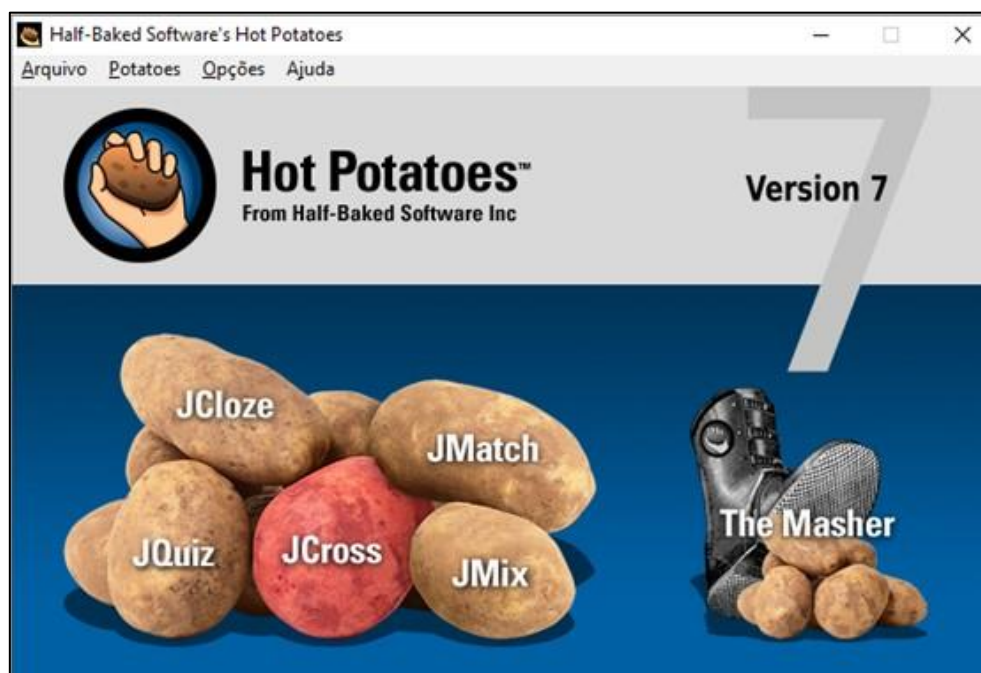 Half-Baked Software's Hot Potatoes
Arquivo Potatoes Opções Ajuda
7
Hot Potatoes™
From Half-Baked Software Inc
Version 7
JCloze
JMatch
JQuiz
JCross
JMix
The Masher